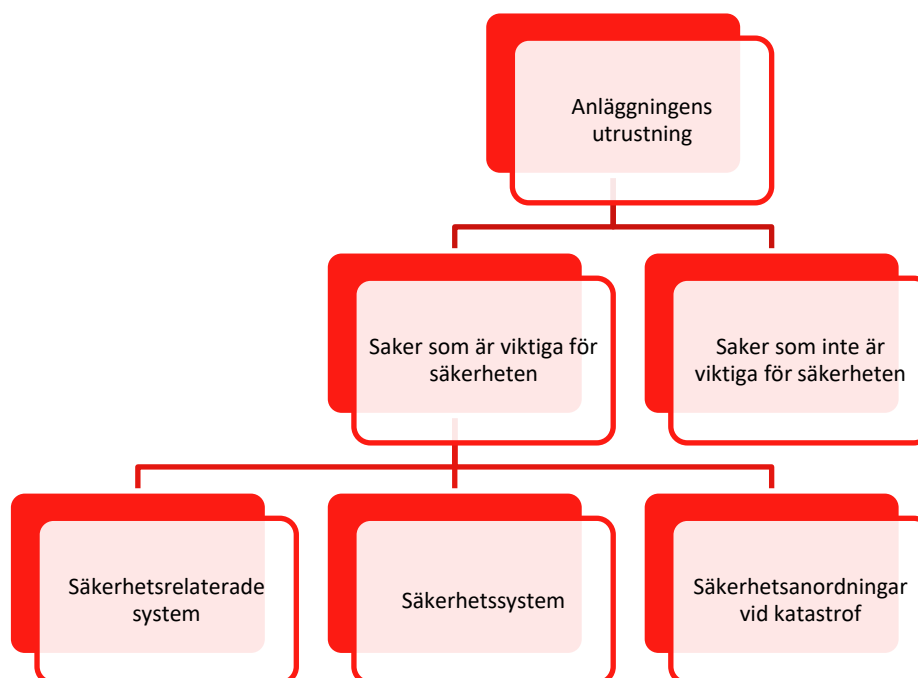 Anläggningens
utrustning
Saker som är viktiga för
säkerheten
Saker som inte är
viktiga för säkerheten
Säkerhetsrelaterade
system
Säkerhetssystem
Säkerhetsanordningar
vid katastrof